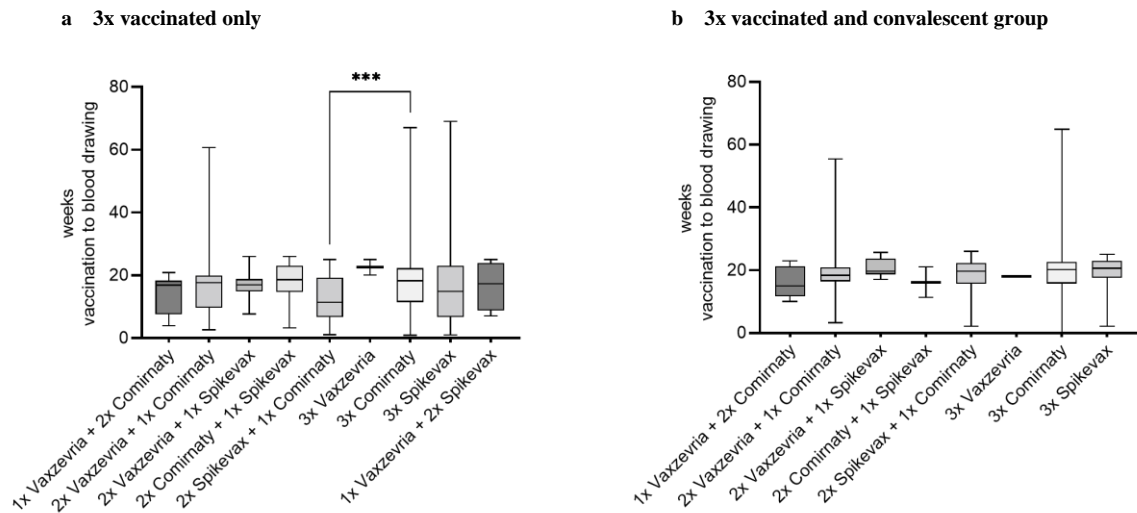 a 3x vaccinated only
b 3x vaccinated and convalescent group
***
weeks
vaccination to blood drawing
80
60
40
20
0
1x Vaxzevria + 2x Comirnaty
2x Vaxzevria + 1x Comirnaty
2x Vaxzevria + 1x Spikevax
2x Comirnaty + 1x Spikevax
2x Spikevax + 1x Comirnaty
3x Vaxzevria
3x Comirnaty
3x Spikevax
1x Vaxzevria + 2x Spikevax
weeks
vaccination to blood drawing
80
60
40
20
0
1x Vaxzevria + 2x Comirnaty
2x Vaxzevria + 1x Comirnaty
2x Vaxzevria + 1x Spikevax
2x Comirnaty + 1x Spikevax
2x Spikevax + 1x Comirnaty
3x Vaxzevria
3x Comirnaty
3x Spikevax